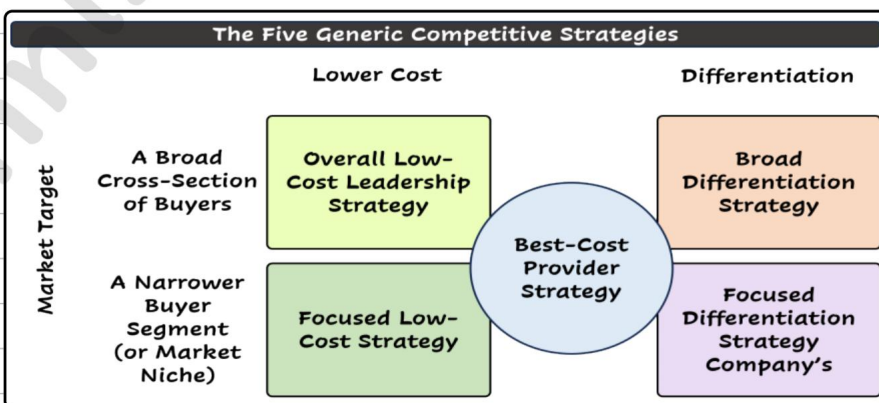 The Five Generic Competitive Strategies
Lower Cost
Differentiation
Market Target
A Broad
Cross-Section
of Buyers
Overall Low-
Cost Leadership
Strategy
Broad
Differentiation
Strategy
Best-Cost
Provider
Strategy
A Narrower
Buyer
Segment
(or Market
Niche)
Focused Low-
Cost Strategy
Focused
Differentiation
Strategy
Company's